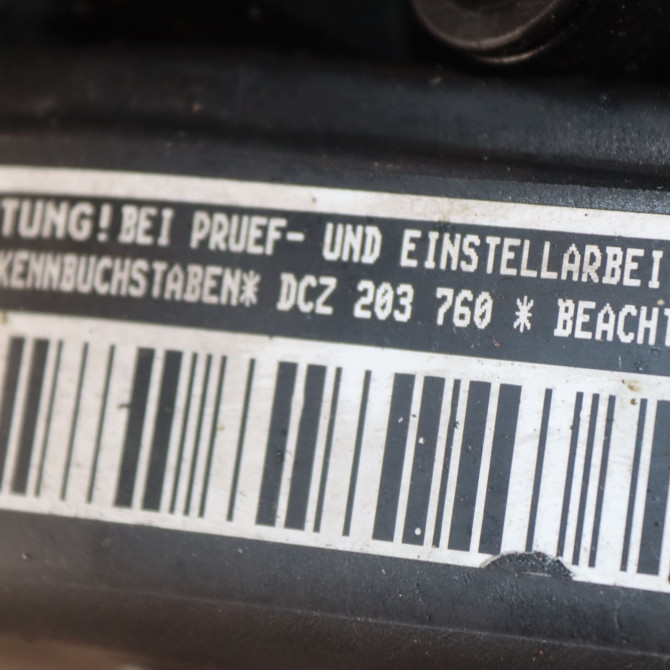 TUNG! BEI PRUEF- UND EINSTELLARBEI
KENNBUCHSTABEN* DCZ 203 760 * BEACHT